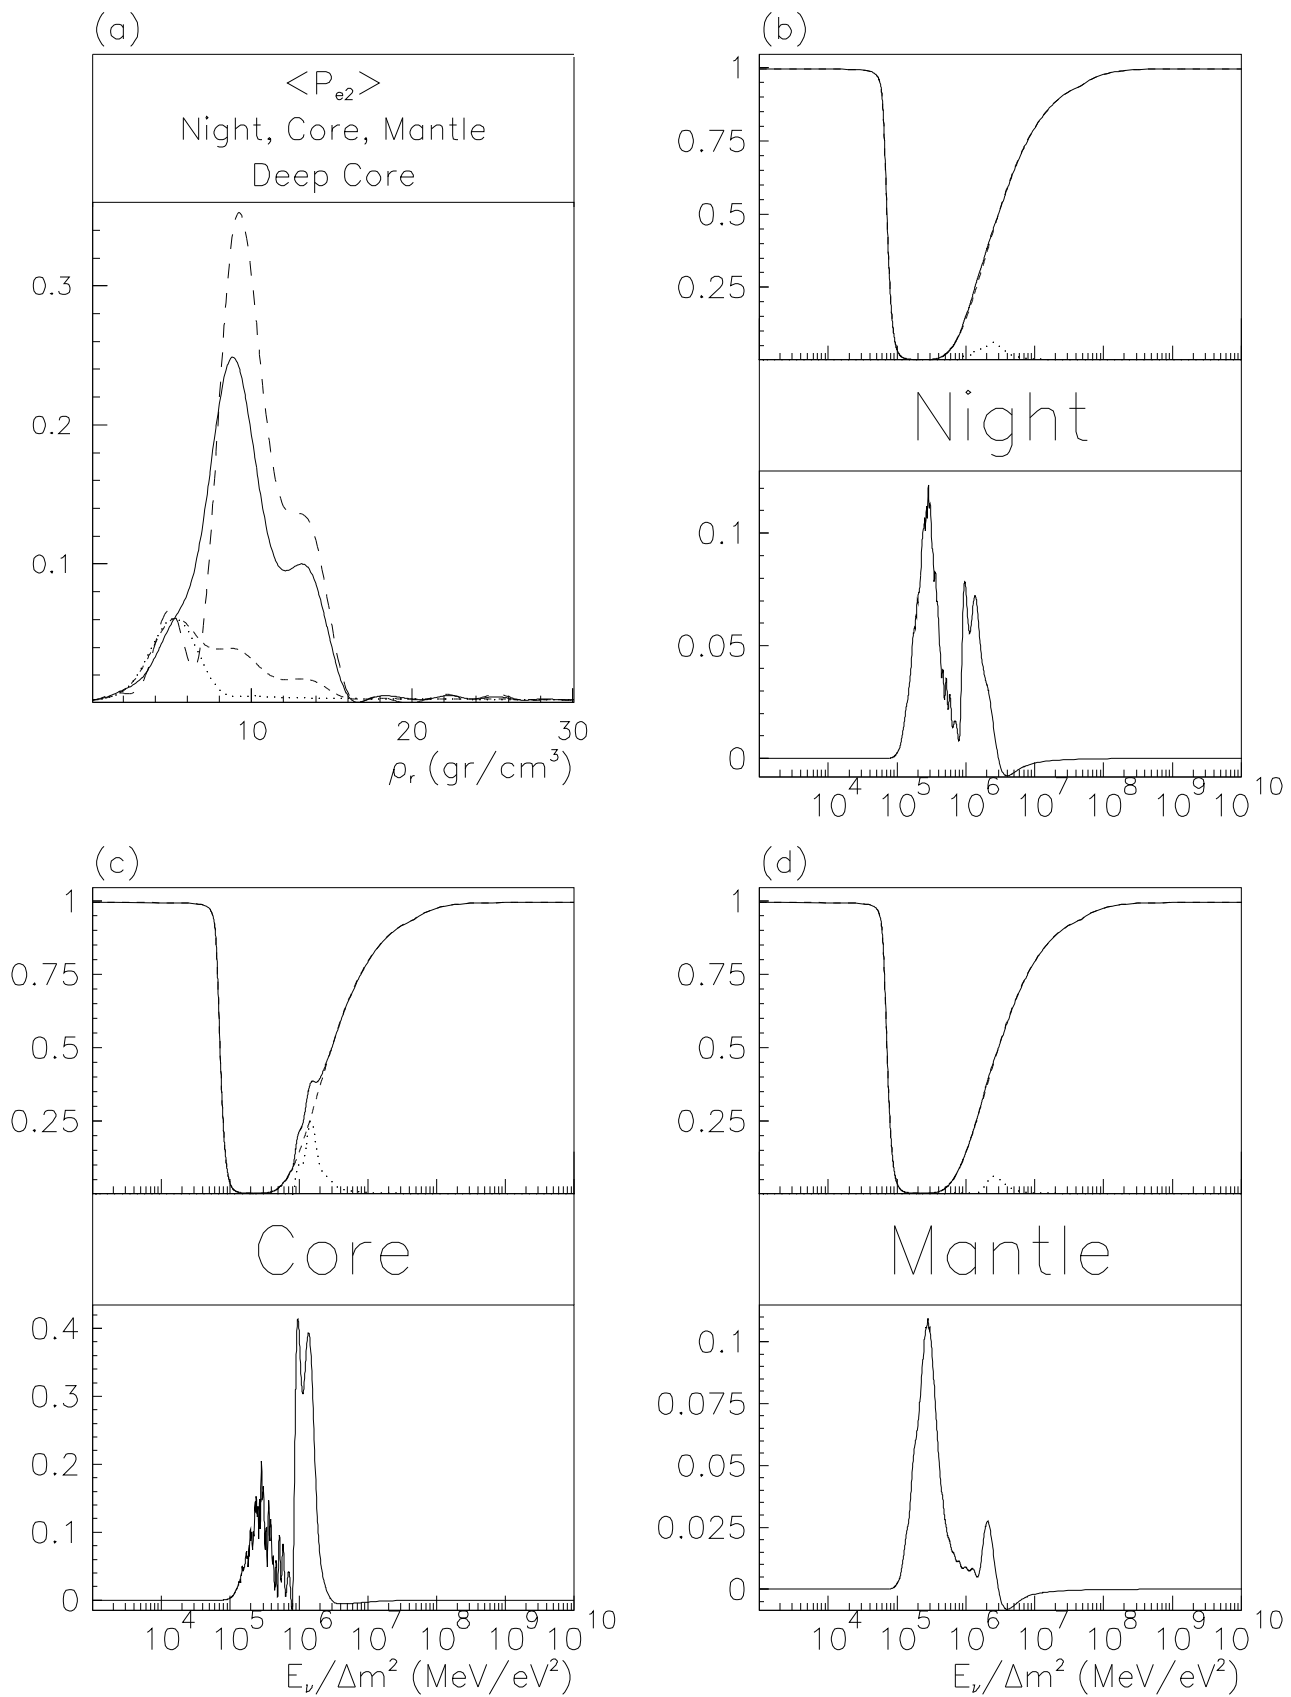 (a)
<P_e2>
Night, Core, Mantle
Deep Core
0.3
0.2
0.1
10 20 30
ρ_r (gr/cm^3)
(b)
1
0.75
0.5
0.25
Night
0.1
0.05
0
10^4 10^5 10^6 10^7 10^8 10^9 10^10
(c)
1
0.75
0.5
0.25
Core
0.4
0.3
0.2
0.1
0
10^4 10^5 10^6 10^7 10^8 10^9 10^10
E_ν/Δm^2 (MeV/eV^2)
(d)
1
0.75
0.5
0.25
Mantle
0.1
0.075
0.05
0.025
0
10^4 10^5 10^6 10^7 10^8 10^9 10^10
E_ν/Δm^2 (MeV/eV^2)